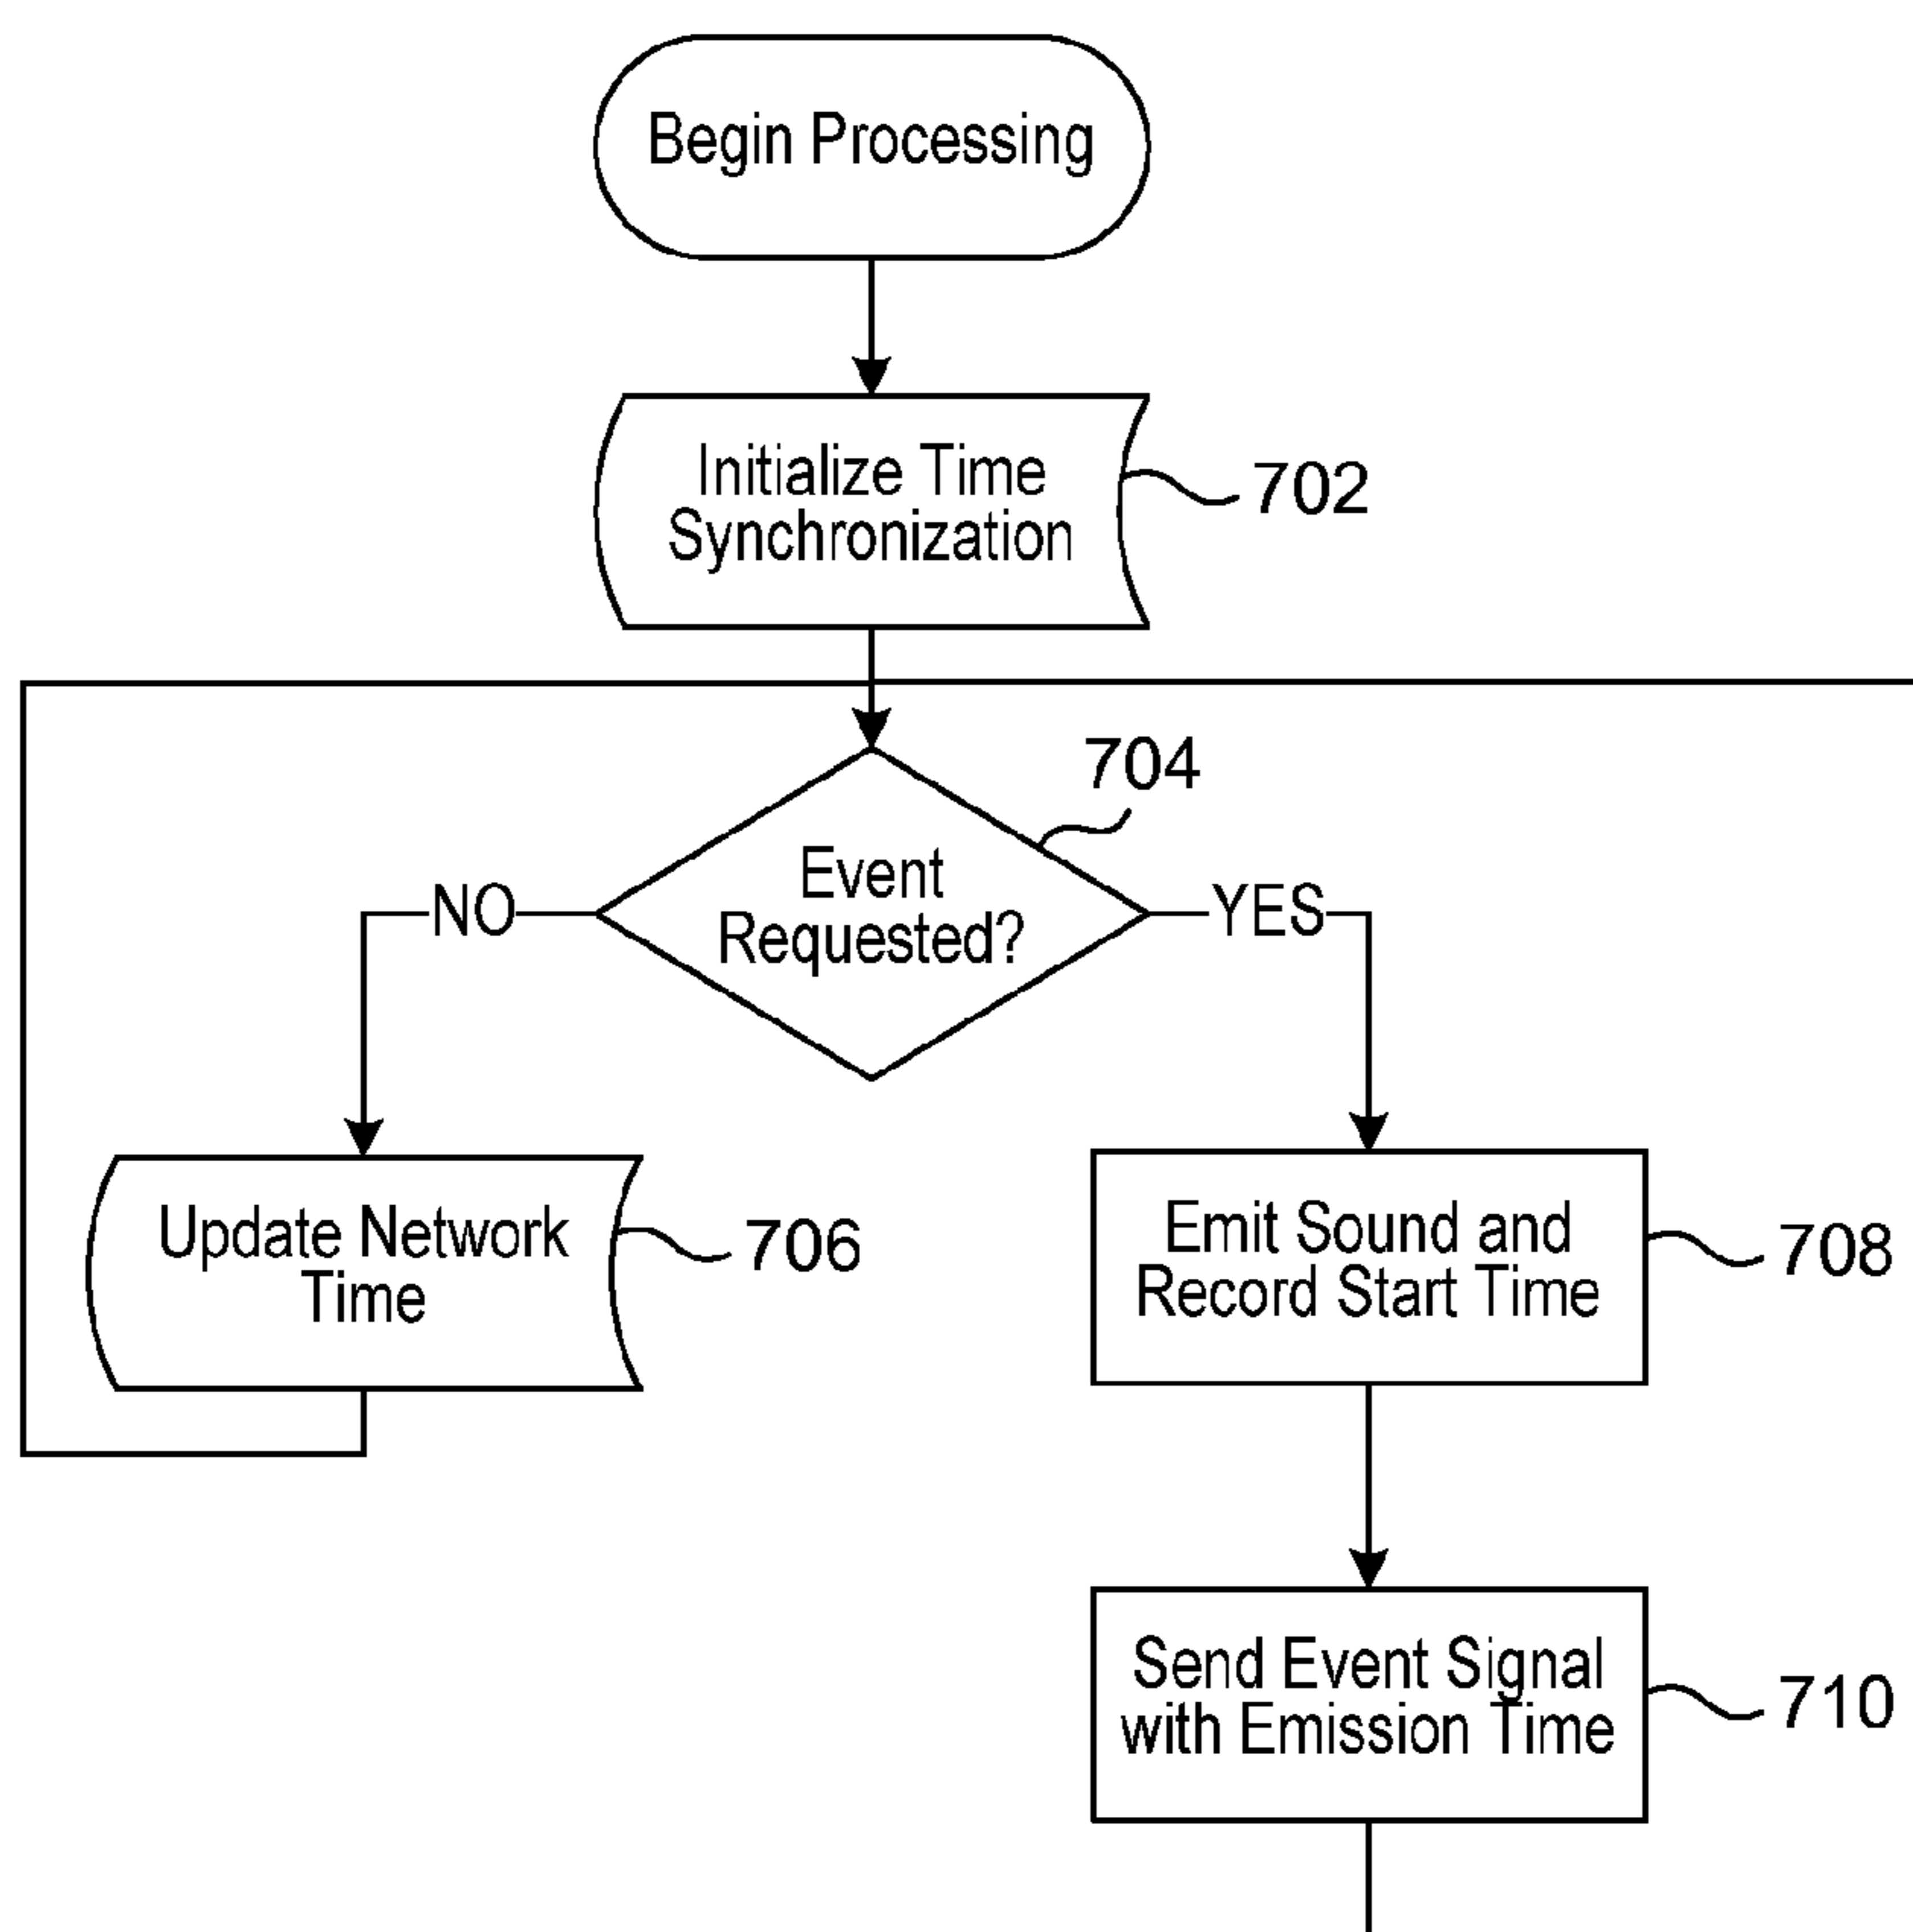 Begin Processing
Initialize Time
Synchronization
702
704
Event
Requested?
NO
YES
Update Network
Time
706
Emit Sound and
Record Start Time
708
Send Event Signal
with Emission Time
710